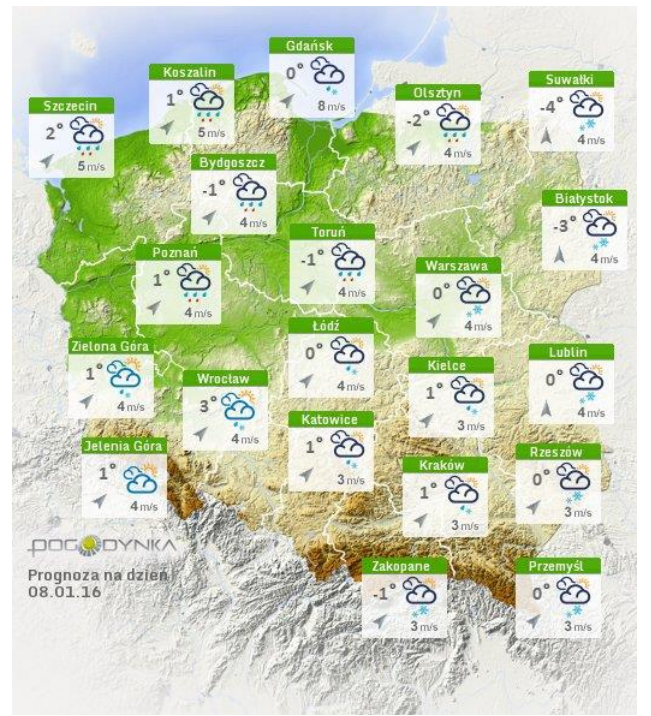 Gdańsk
0°
8 m/s
Koszalin
1°
5 m/s
Suwałki
-4°
4 m/s
Olsztyn
-2°
4 m/s
Szczecin
2°
5 m/s
Bydgoszcz
-1°
4 m/s
Białystok
-3°
4 m/s
Toruń
-1°
4 m/s
Poznań
1°
4 m/s
Warszawa
0°
4 m/s
Łódź
0°
4 m/s
Zielona Góra
1°
4 m/s
Lublin
0°
4 m/s
Kielce
1°
3 m/s
Wrocław
3°
4 m/s
Katowice
1°
3 m/s
Jelenia Góra
1°
4 m/s
Rzeszów
0°
3 m/s
Kraków
1°
3 m/s
POGODYNKA
Prognoza na dzień
08.01.16
Zakopane
-1°
3 m/s
Przemyśl
0°
3 m/s